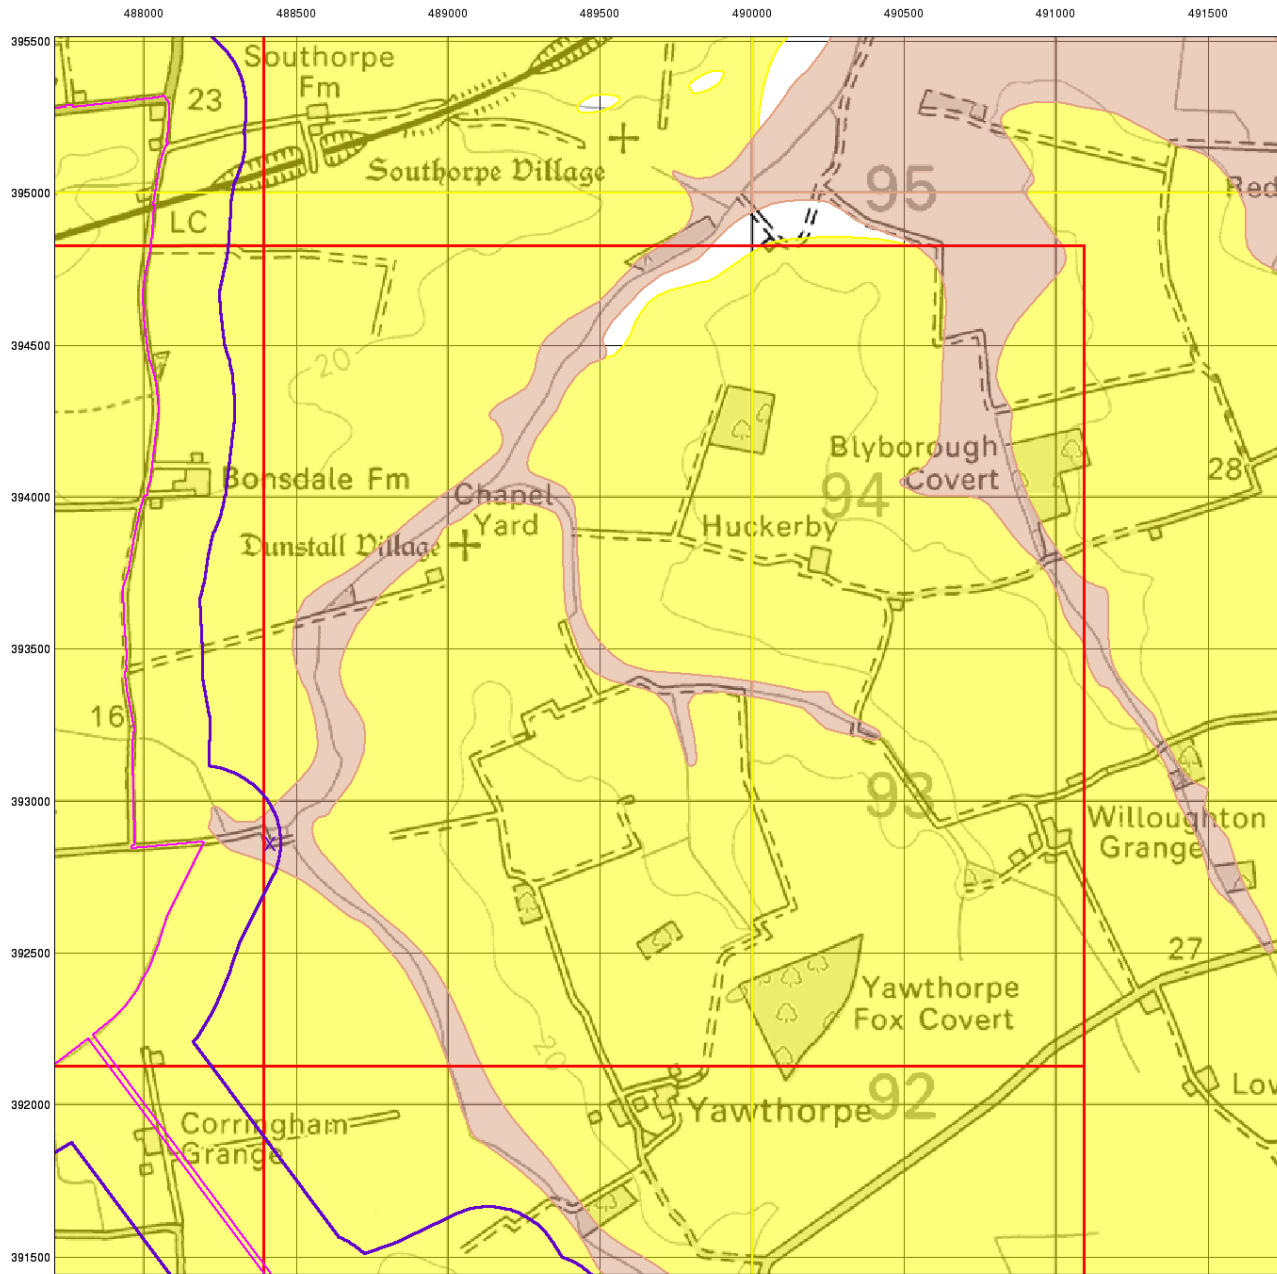 488000 488500 489000 489500 490000 490500 491000 491500
395500
Southorpe
Fm
23
Southorpe Village
95
395000
Red
LC
394500
20
Blyborough
Covert
28
Bonsdale Fm
94
394000
Chapel
Yard
Huckerby
Dunstall Village
393500
16
93
393000
Willoughton
Grange
392500
27
Yawthorpe
Fox Covert
20
392000
92
Yawthorpe
Low
Corringham
Grange
391500